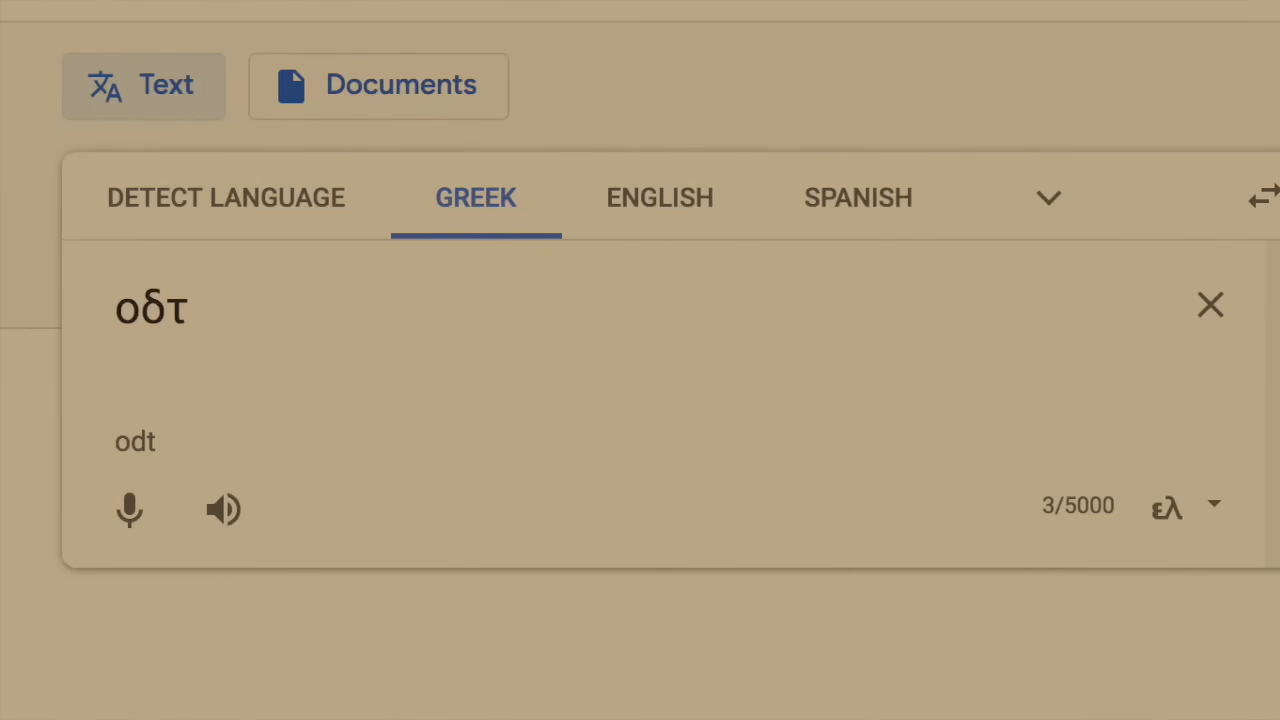 Text Documents
DETECT LANGUAGE GREEK ENGLISH SPANISH
οδτ
odt
3/5000 ελ